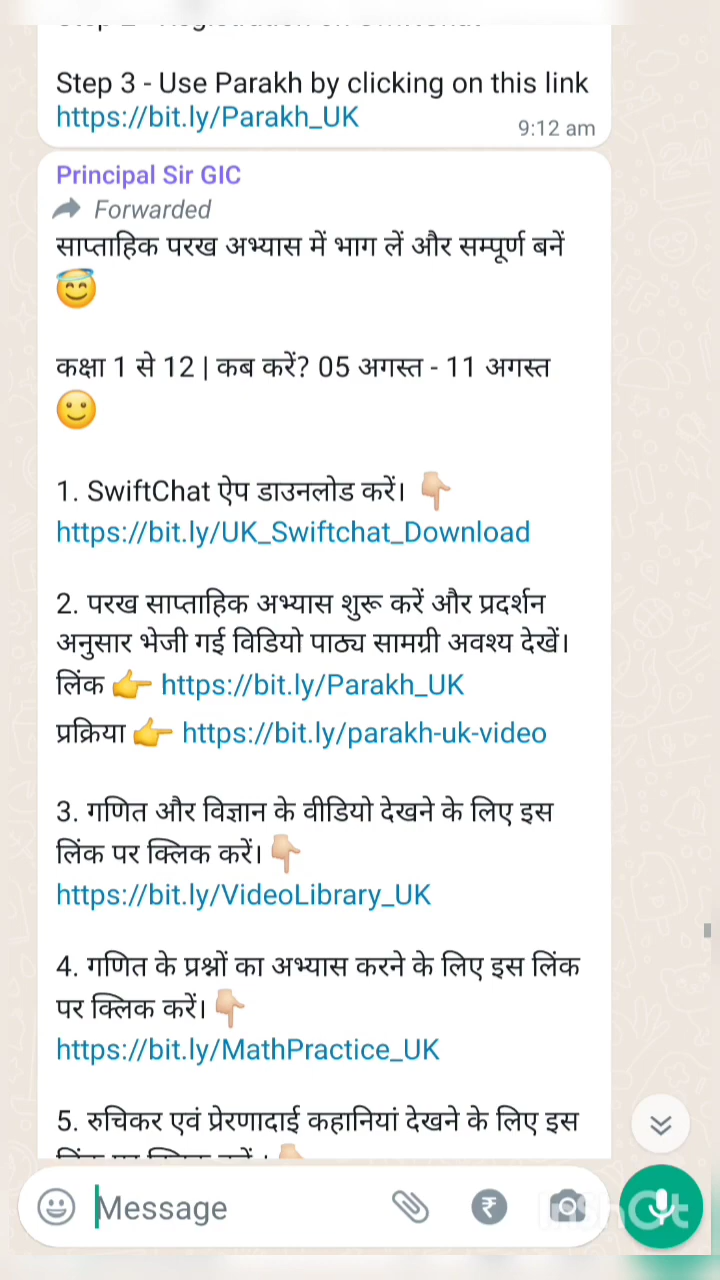 Step 3 - Use Parakh by clicking on this link
https://bit.ly/Parakh_UK
9:12 am
Principal Sir GIC
Forwarded
साप्ताहिक परख अभ्यास में भाग लें और सम्पूर्ण बनें
😇
कक्षा 1 से 12 | कब करें? 05 अगस्त - 11 अगस्त
🙂
1. SwiftChat ऐप डाउनलोड करें। 👇🏻
https://bit.ly/UK_Swiftchat_Download
2. परख साप्ताहिक अभ्यास शुरू करें और प्रदर्शन
अनुसार भेजी गई विडियो पाठ्य सामग्री अवश्य देखें।
लिंक 👉 https://bit.ly/Parakh_UK
प्रक्रिया 👉 https://bit.ly/parakh-uk-video
3. गणित और विज्ञान के वीडियो देखने के लिए इस
लिंक पर क्लिक करें। 👇🏻
https://bit.ly/VideoLibrary_UK
4. गणित के प्रश्नों का अभ्यास करने के लिए इस लिंक
पर क्लिक करें। 👇🏻
https://bit.ly/MathPractice_UK
5. रुचिकर एवं प्रेरणादाई कहानियां देखने के लिए इस
Message
InShOt